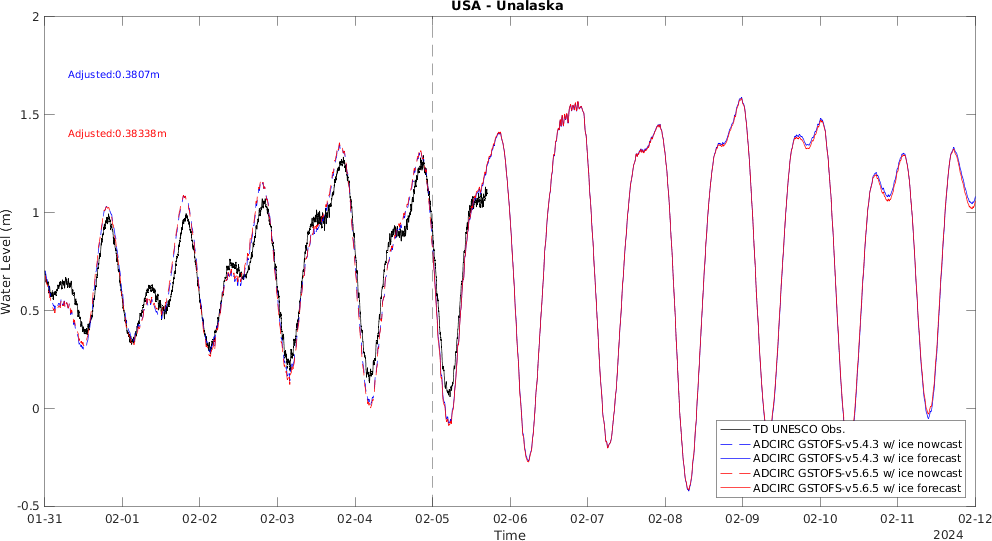 USA - Unalaska
2
1.5
1
0.5
0
-0.5
Water Level (m)
Adjusted:0.3807m
Adjusted:0.38338m
TD UNESCO Obs.
ADCIRC GSTOFS-v5.4.3 w/ ice nowcast
ADCIRC GSTOFS-v5.4.3 w/ ice forecast
ADCIRC GSTOFS-v5.6.5 w/ ice nowcast
ADCIRC GSTOFS-v5.6.5 w/ ice forecast
01-31 02-01 02-02 02-03 02-04 02-05 02-06 02-07 02-08 02-09 02-10 02-11 02-12
Time
2024